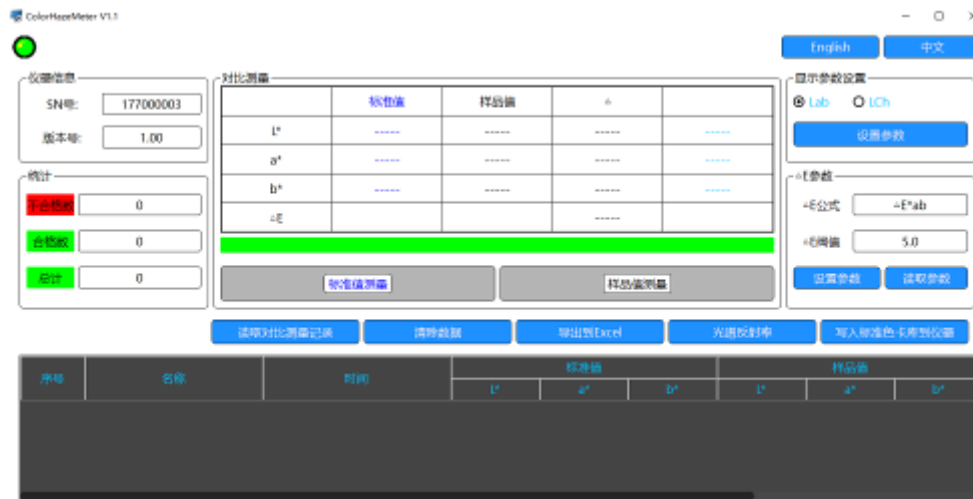 ColorHazeMeter V1.1
English 中文
仪器信息
SN号: 177000003
版本号: 1.00
统计
不合格数 0
合格数 0
总计 0
对比测量
标准值 样品值 △
L* ----- ----- ----- -----
a* ----- ----- ----- -----
b* ----- ----- ----- -----
△E -----
标准值测量 样品值测量
显示参数设置
Lab LCh
设置参数
△E参数
△E公式 △E*ab
△E阈值 5.0
设置参数 读取参数
读取对比测量记录 清除数据 导出到Excel 光谱反射率 写入标准色卡库到仪器
序号 名称 时间 标准值 样品值
L* a* b* L* a* b*